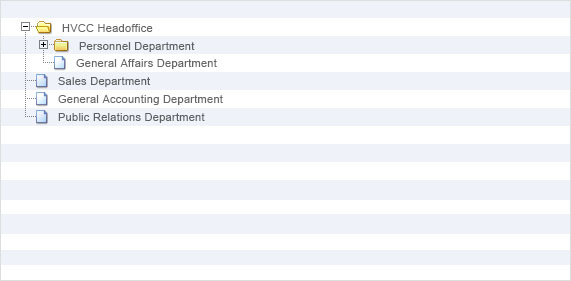 HVCC Headoffice
Personnel Department
General Affairs Department
Sales Department
General Accounting Department
Public Relations Department